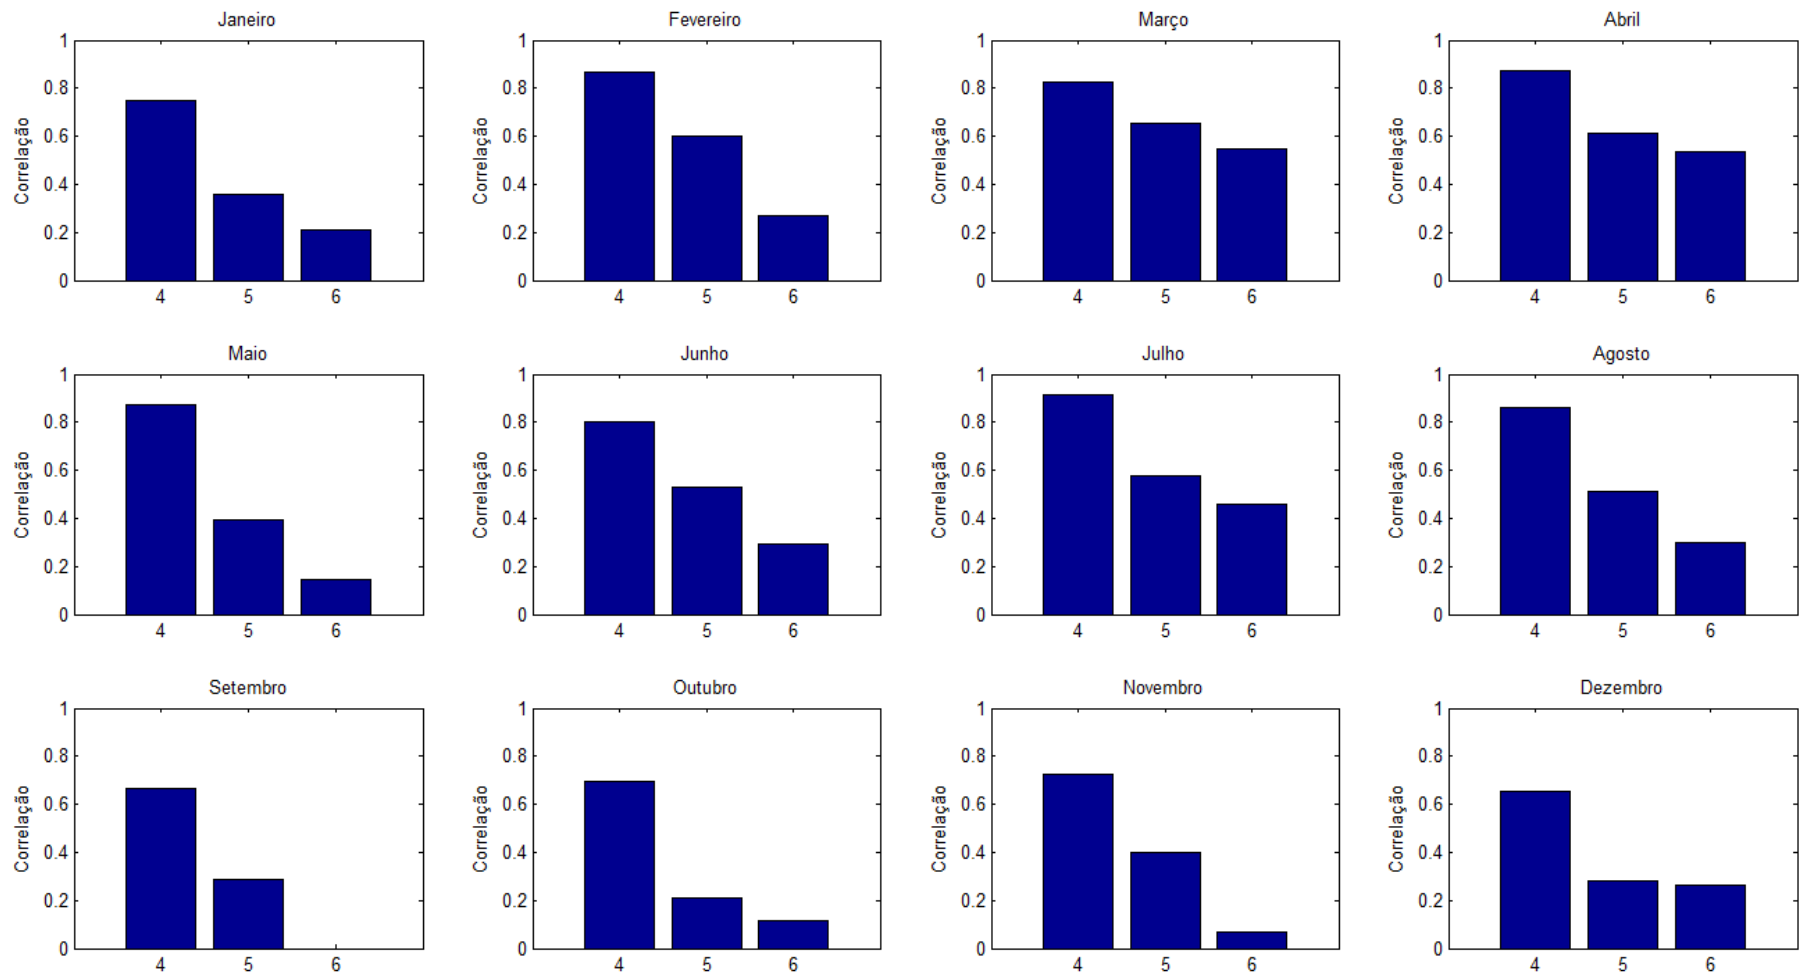 Janeiro
Fevereiro
Março
Abril
1
0.8
0.6
0.4
0.2
0
Correlação
4 5 6
1
0.8
0.6
0.4
0.2
0
Correlação
4 5 6
1
0.8
0.6
0.4
0.2
0
Correlação
4 5 6
1
0.8
0.6
0.4
0.2
0
Correlação
4 5 6
Maio
Junho
Julho
Agosto
1
0.8
0.6
0.4
0.2
0
Correlação
4 5 6
1
0.8
0.6
0.4
0.2
0
Correlação
4 5 6
1
0.8
0.6
0.4
0.2
0
Correlação
4 5 6
1
0.8
0.6
0.4
0.2
0
Correlação
4 5 6
Setembro
Outubro
Novembro
Dezembro
1
0.8
0.6
0.4
0.2
0
Correlação
4 5 6
1
0.8
0.6
0.4
0.2
0
Correlação
4 5 6
1
0.8
0.6
0.4
0.2
0
Correlação
4 5 6
1
0.8
0.6
0.4
0.2
0
Correlação
4 5 6